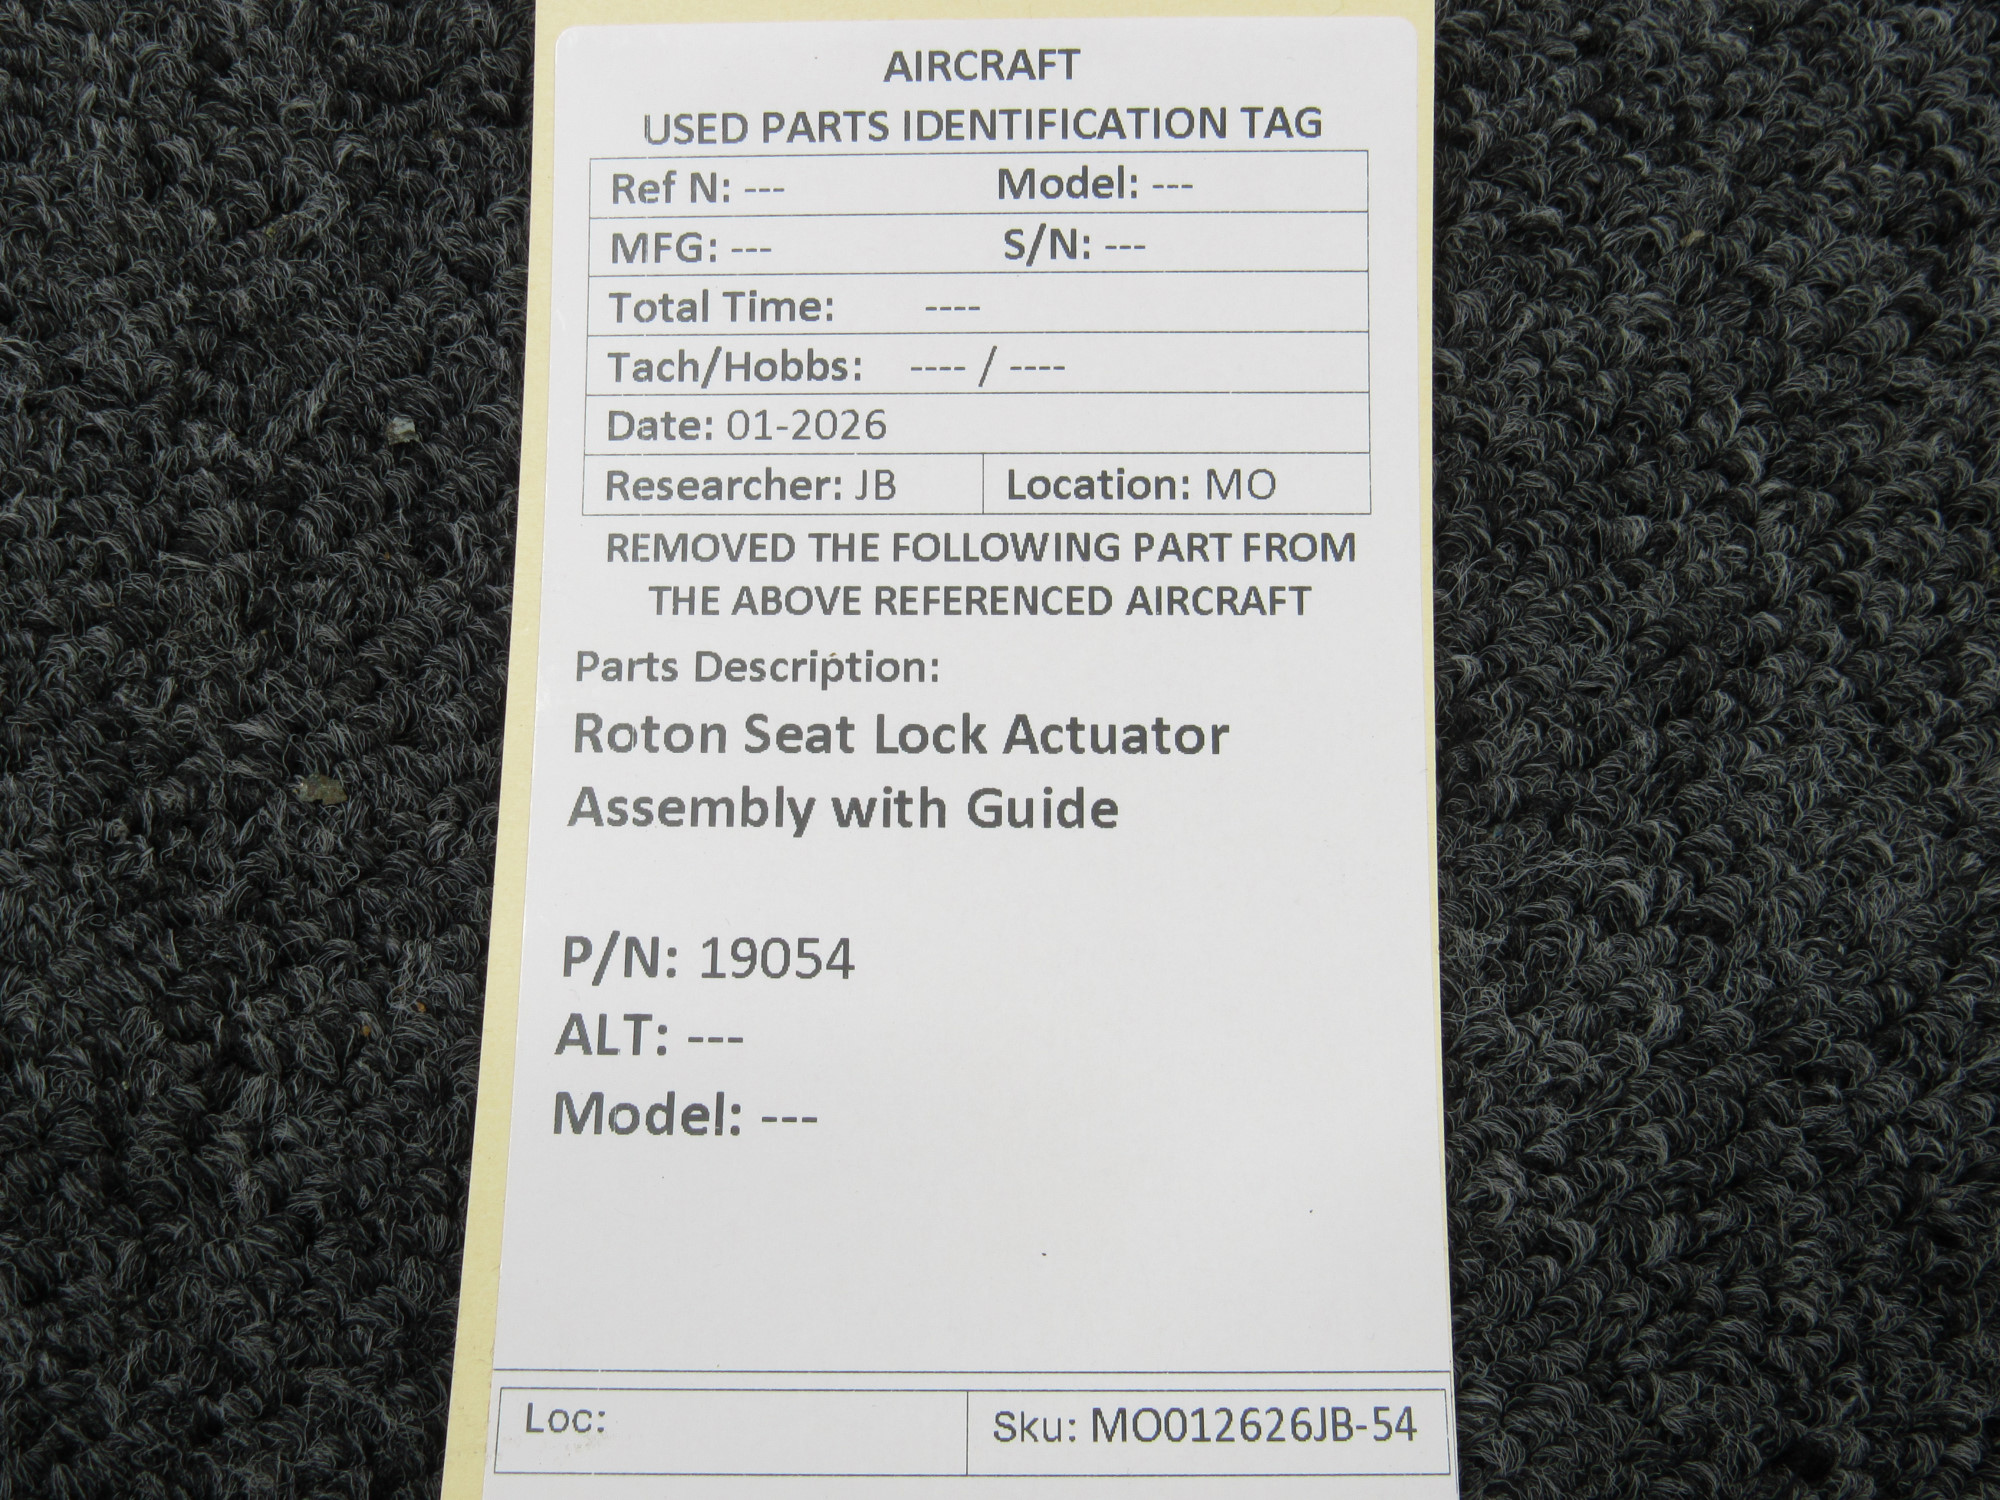 AIRCRAFT
USED PARTS IDENTIFICATION TAG
Ref N: --- Model: ---
MFG: --- S/N: ---
Total Time: ----
Tach/Hobbs: ---- / ----
Date: 01-2026
Researcher: JB Location: MO
REMOVED THE FOLLOWING PART FROM
THE ABOVE REFERENCED AIRCRAFT
Parts Description:
Roton Seat Lock Actuator
Assembly with Guide
P/N: 19054
ALT: ---
Model: ---
Loc: Sku: MO012626JB-54